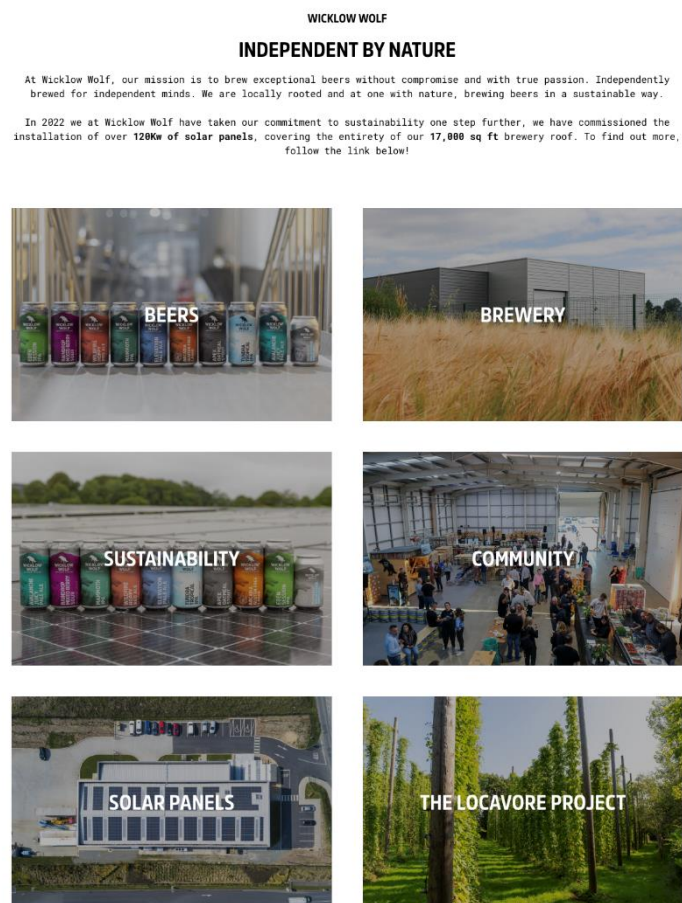 WICKLOW WOLF
INDEPENDENT BY NATURE
At Wicklow Wolf, our mission is to brew exceptional beers without compromise and with true passion. Independently
brewed for independent minds. We are locally rooted and at one with nature, brewing beers in a sustainable way.
In 2022 we at Wicklow Wolf have taken our commitment to sustainability one step further, we have commissioned the
installation of over 120Kw of solar panels, covering the entirety of our 17,000 sq ft brewery roof. To find out more,
follow the link below!
BEERS
BREWERY
SUSTAINABILITY
COMMUNITY
SOLAR PANELS
THE LOCAVORE PROJECT